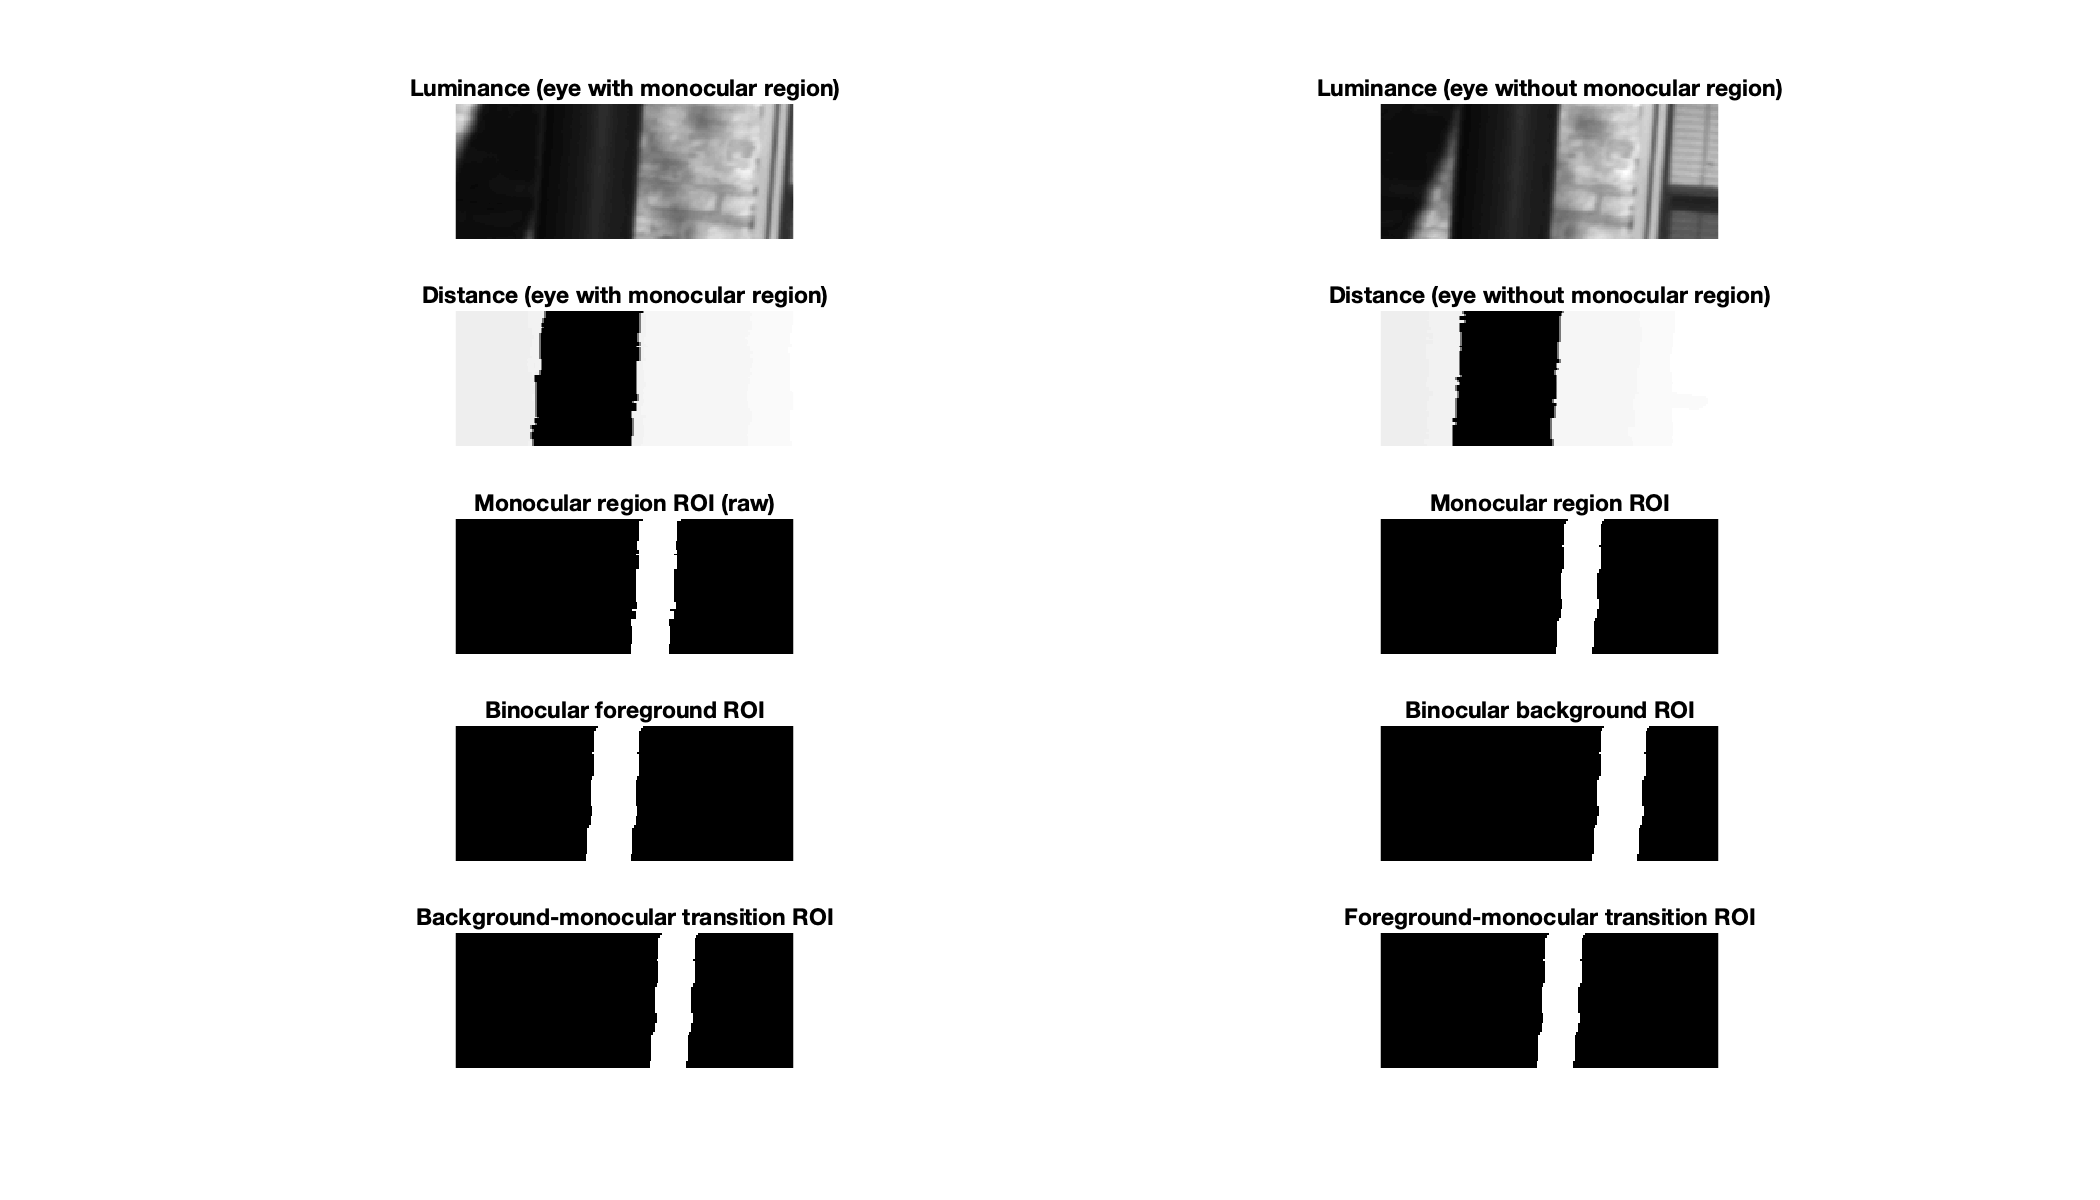 Luminance (eye with monocular region)
Luminance (eye without monocular region)
Distance (eye with monocular region)
Distance (eye without monocular region)
Monocular region ROI (raw)
Monocular region ROI
Binocular foreground ROI
Binocular background ROI
Background-monocular transition ROI
Foreground-monocular transition ROI